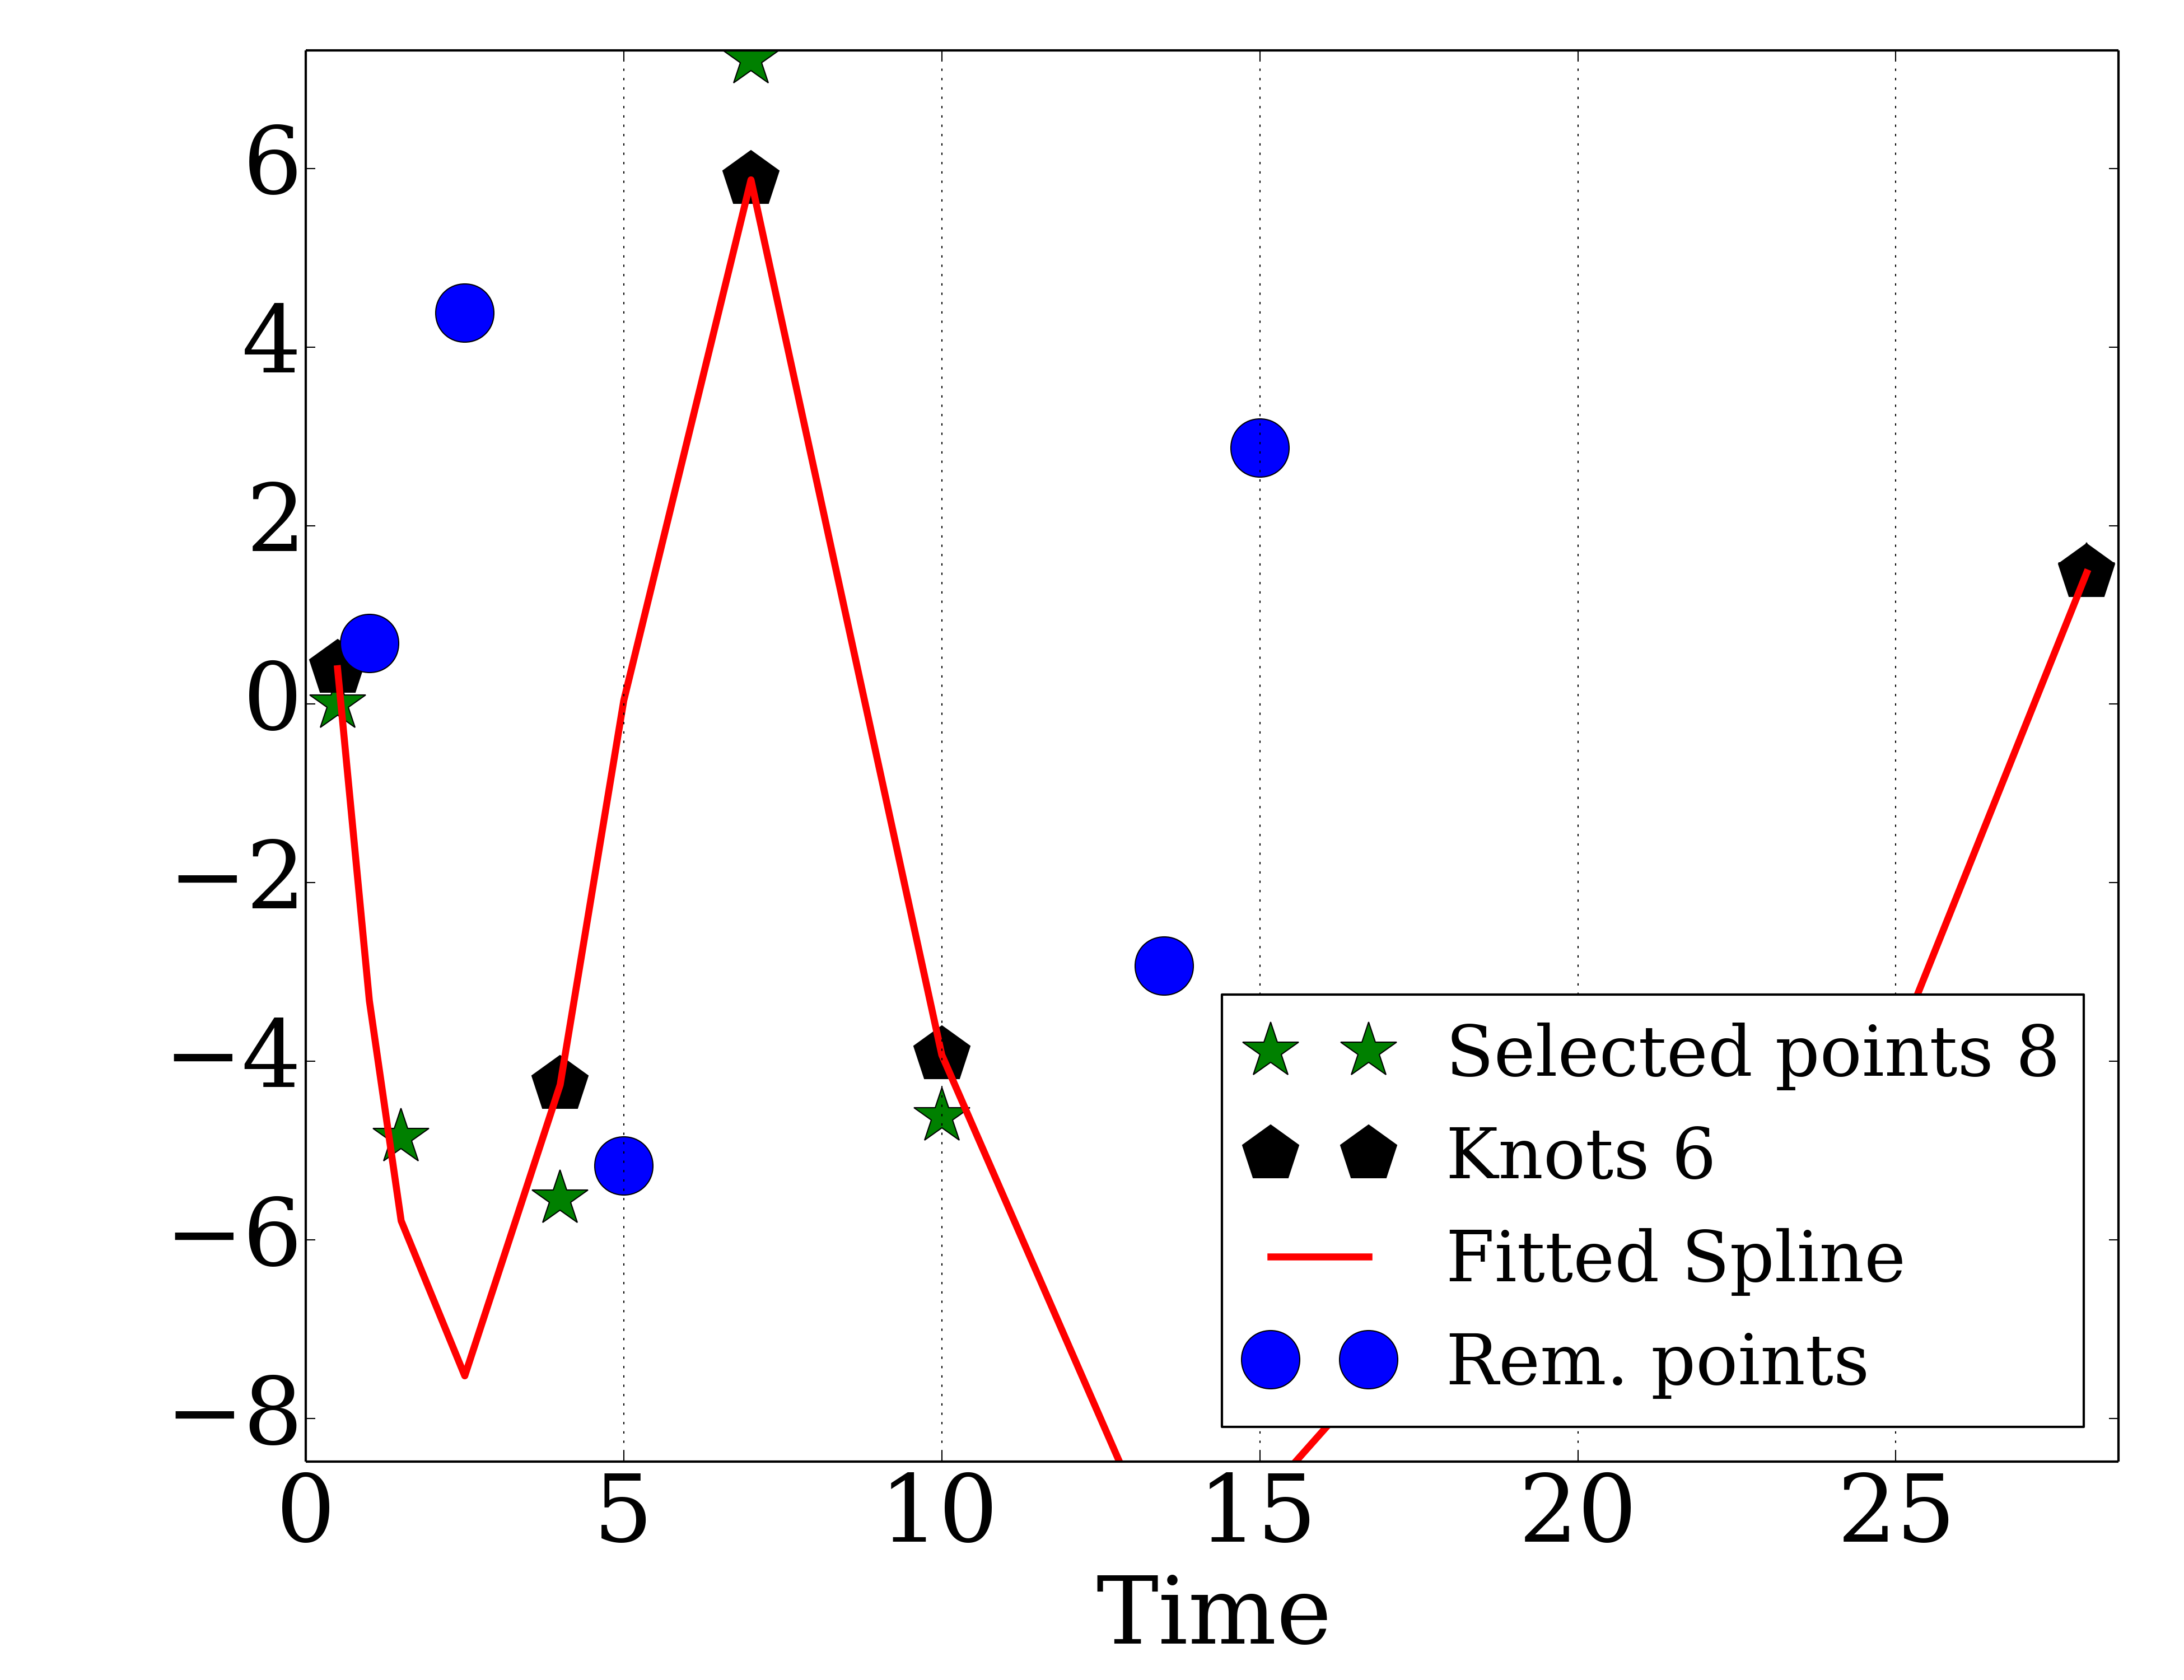 6
4
2
0
−2
−4
−6
−8
0 5 10 15 20 25
Time
Selected points 8
Knots 6
Fitted Spline
Rem. points